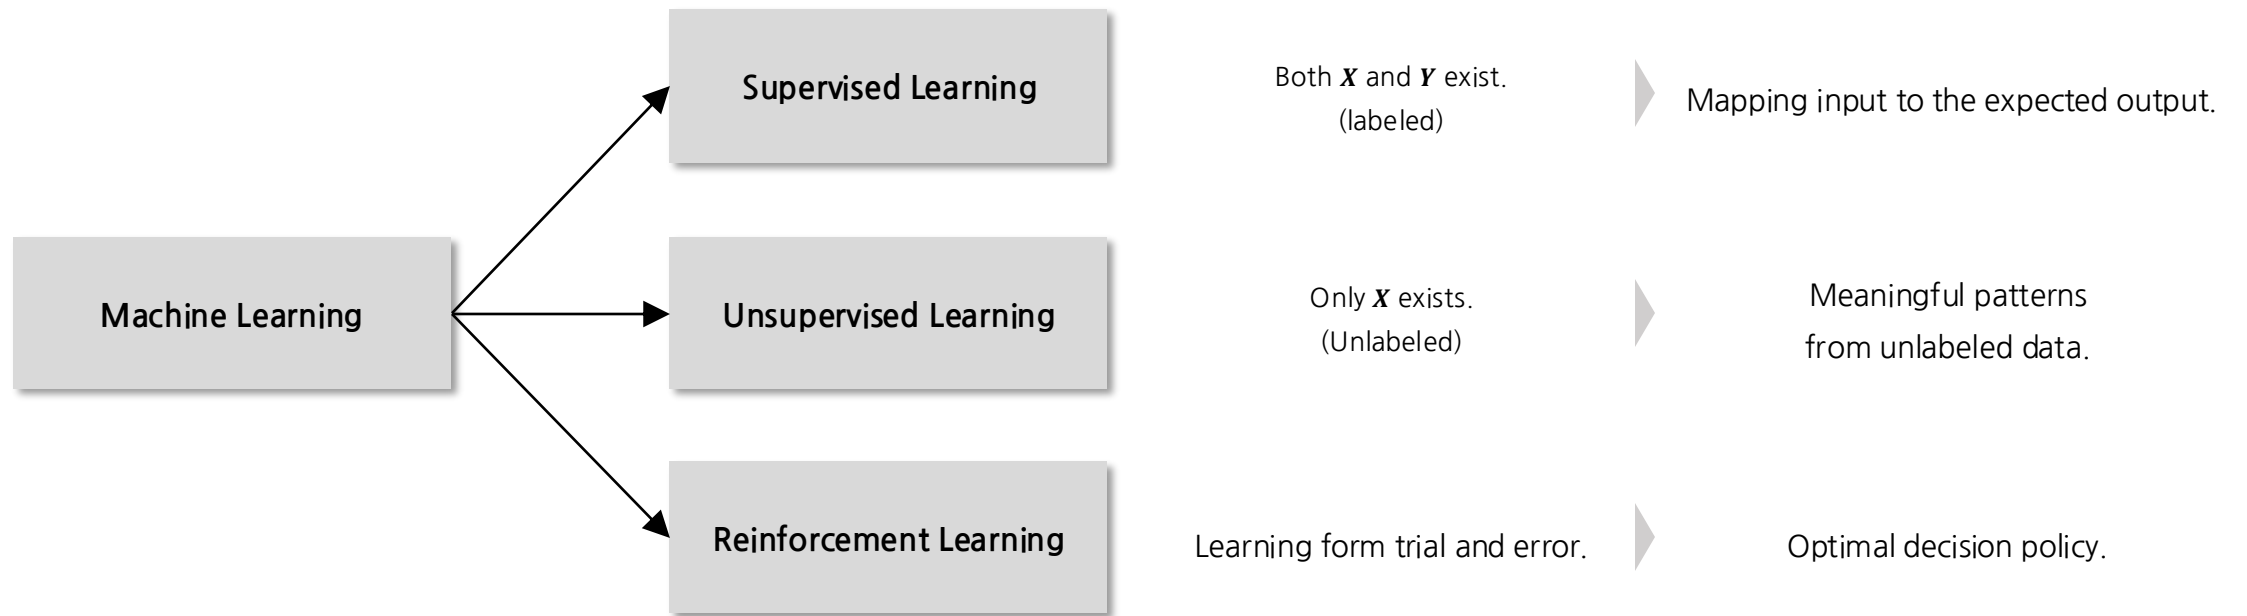 Supervised Learning
Both X and Y exist.
(labeled)
Mapping input to the expected output.
Machine Learning
Unsupervised Learning
Only X exists.
(Unlabeled)
Meaningful patterns
from unlabeled data.
Reinforcement Learning
Learning form trial and error.
Optimal decision policy.